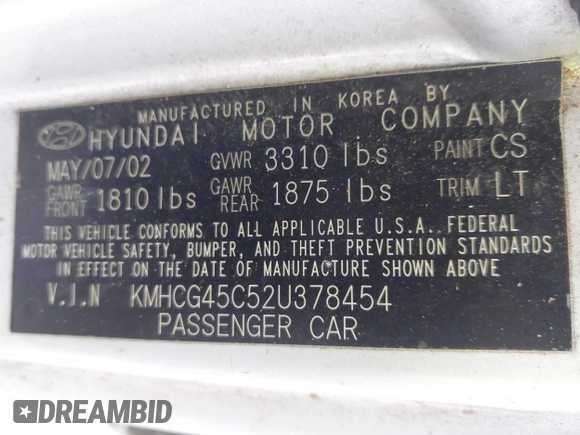 MANUFACTURED IN KOREA BY
HYUNDAI MOTOR COMPANY
MAY/07/02 GVWR 3310 lbs PAINT CS
GAWR FRONT 1810 lbs GAWR REAR 1875 lbs TRIM LT
THIS VEHICLE CONFORMS TO ALL APPLICABLE U.S.A. FEDERAL
MOTOR VEHICLE SAFETY, BUMPER, AND THEFT PREVENTION STANDARDS
IN EFFECT ON THE DATE OF MANUFACTURE SHOWN ABOVE
V.I.N KMHCG45C52U378454
PASSENGER CAR
DREAMBID